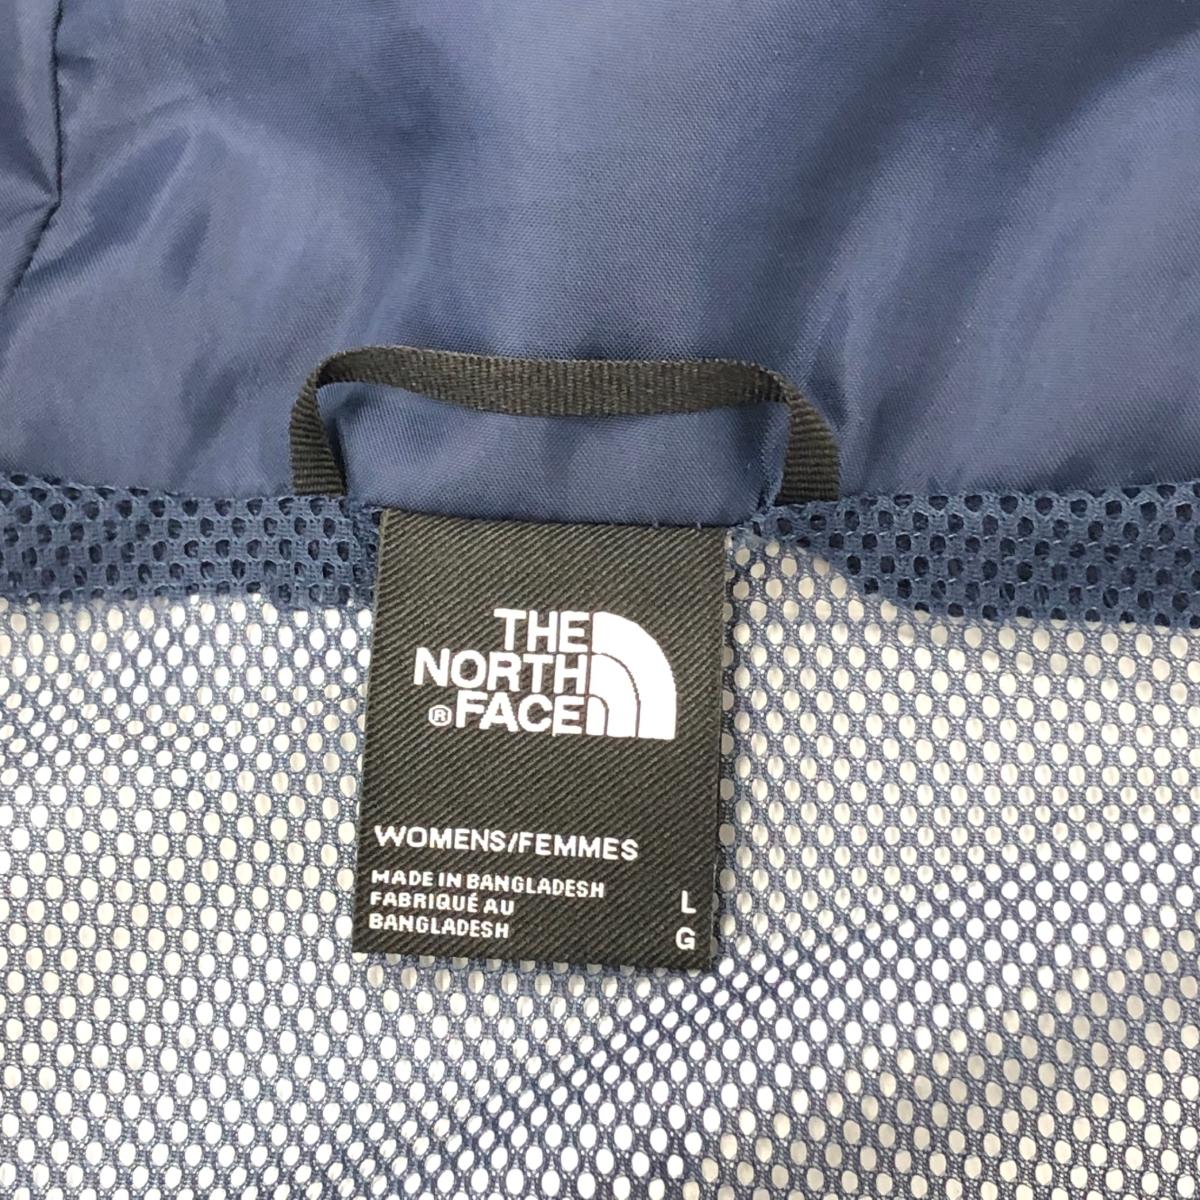 THE
NORTH
®FACE
WOMENS/FEMMES
MADE IN BANGLADESH
FABRIQUÉ AU
BANGLADESH
L
G